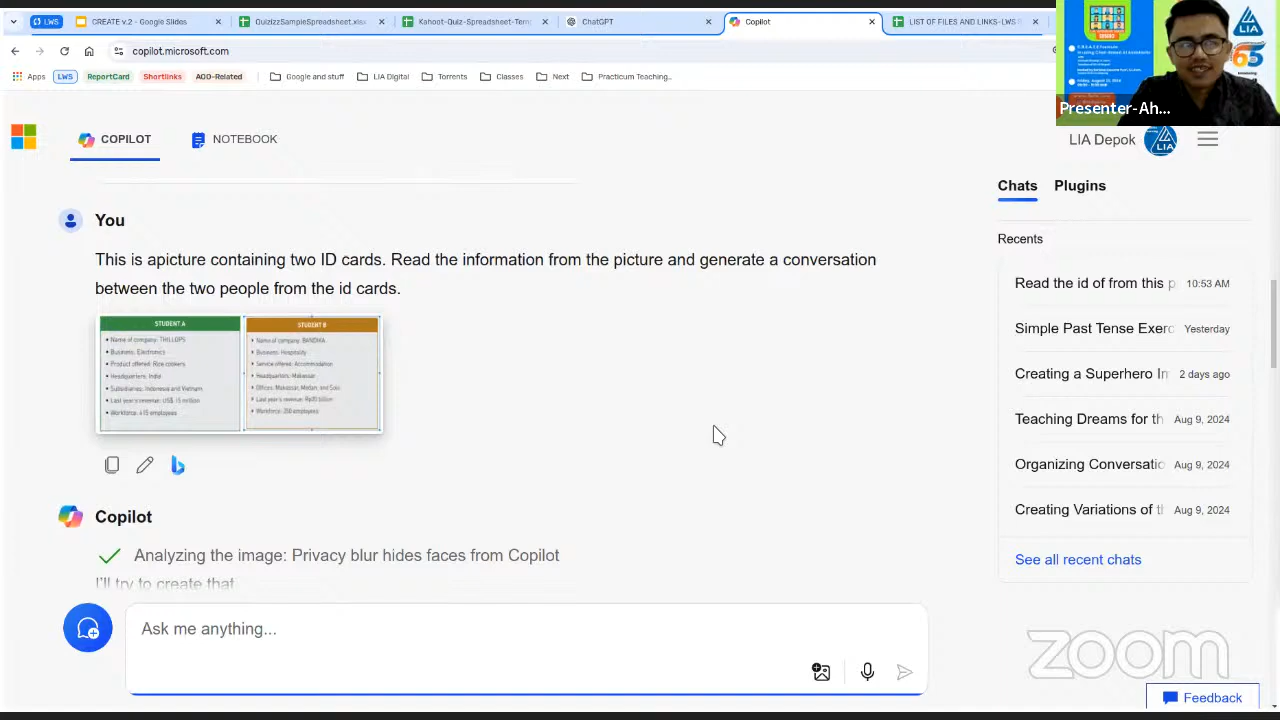 LWS
CREATE v.2 - Google Slides
QuizizzSampleSpreadsheet.xlsx
Kahoot-Quiz-Spreadsheet-Tem
ChatGPT
Copilot
LIST OF FILES AND LINKS-LWS
copilot.microsoft.com
Apps
LWS
ReportCard
Shortlinks
AOO-Related
Google and stuff
LiaDigital
Torrents
Classes
Next
Practicum Teaching..
Presenter-Ah...
COPILOT
NOTEBOOK
LIA Depok
LIA
Chats
Plugins
You
This is apicture containing two ID cards. Read the information from the picture and generate a conversation
between the two people from the id cards.
STUDENT A
• Name of company: THILLOPS
• Business: Electronics
• Product offered: Rice cookers
• Headquarters: India
• Subsidiaries: Indonesia and Vietnam
• Last year's revenue: US$ 15 million
• Workforce: 415 employees
STUDENT B
• Name of company: BANDHKA
• Business: Hospitality
• Service offered: Accommodation
• Headquarters: Makassar
• Offices: Makassar, Medan, and Solo
• Last year's revenue: Rp20 billion
• Workforce: 200 employees
Copilot
Analyzing the image: Privacy blur hides faces from Copilot
I'll try to create that
Ask me anything...
Recents
Read the id of from this p
10:53 AM
Simple Past Tense Exerc
Yesterday
Creating a Superhero Im
2 days ago
Teaching Dreams for th
Aug 9, 2024
Organizing Conversatio
Aug 9, 2024
Creating Variations of t
Aug 9, 2024
See all recent chats
zoom
Feedback